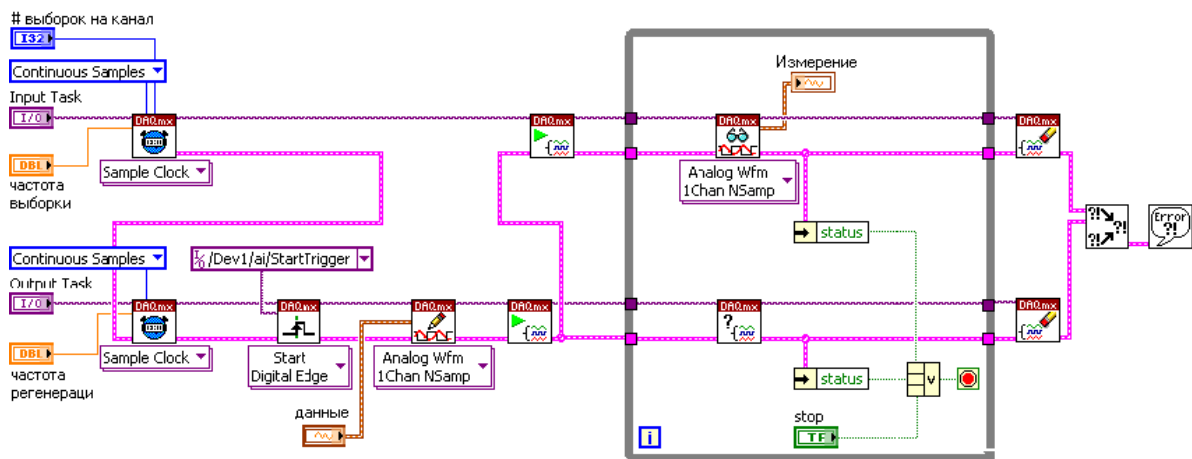 # выборок на канал
I32
Continuous Samples
Input Task
I/O
DAQmx
DBL
Sample Clock
частота
выборки
DAQmx
Измерение
DAQmx
Analog Wfm
1Chan NSamp
status
DAQmx
?! ?! ?!
Error
?!
Continuous Samples
I/O /Dev1/ai/StartTrigger
Output Task
I/O
DAQmx
DBL
Sample Clock
частота
регенераци
DAQmx
Start
Digital Edge
DAQmx
Analog Wfm
1Chan NSamp
DAQmx
данные
DAQmx
?
status
v
stop
TF
i
DAQmx